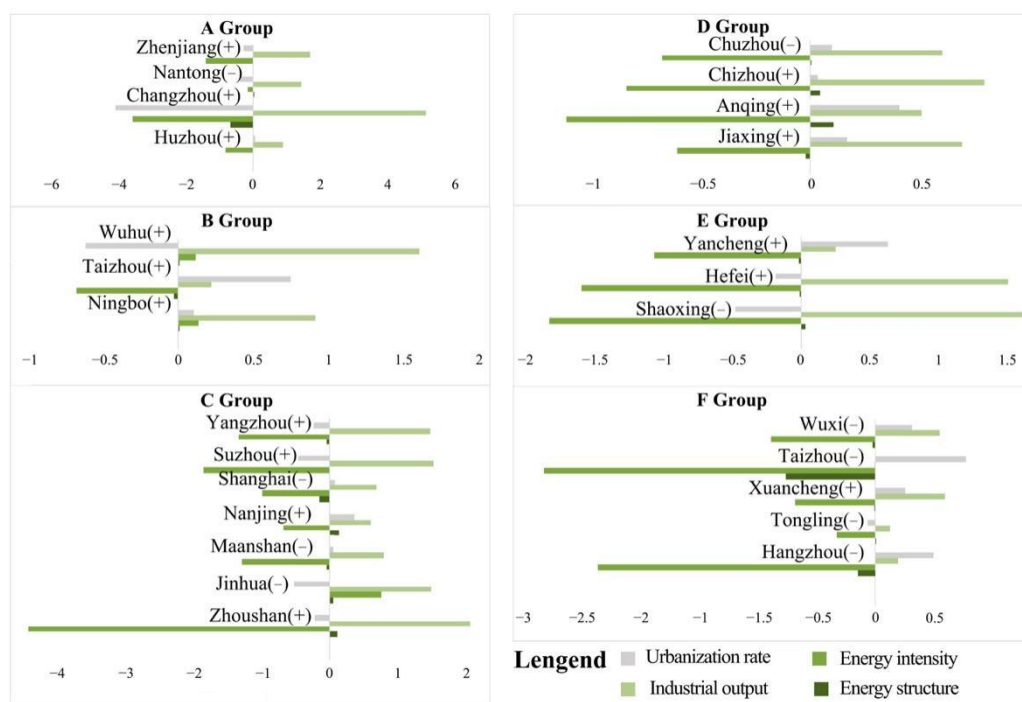 A Group
Zhenjiang(+)
Nantong(−)
Changzhou(+)
Huzhou(+)
−6 −4 −2 0 2 4 6
B Group
Wuhu(+)
Taizhou(+)
Ningbo(+)
−1 −0.5 0 0.5 1 1.5 2
C Group
Yangzhou(+)
Suzhou(+)
Shanghai(−)
Nanjing(+)
Maanshan(−)
Jinhua(−)
Zhoushan(+)
−4 −3 −2 −1 0 1 2
D Group
Chuzhou(−)
Chizhou(+)
Anqing(+)
Jiaxing(+)
−1 −0.5 0 0.5
E Group
Yancheng(+)
Hefei(+)
Shaoxing(−)
−2 −1.5 −1 −0.5 0 0.5 1 1.5
F Group
Wuxi(−)
Taizhou(−)
Xuancheng(+)
Tongling(−)
Hangzhou(−)
−3 −2.5 −2 −1.5 −1 −0.5 0 0.5
Lengend
Urbanization rate
Energy intensity
Industrial output
Energy structure